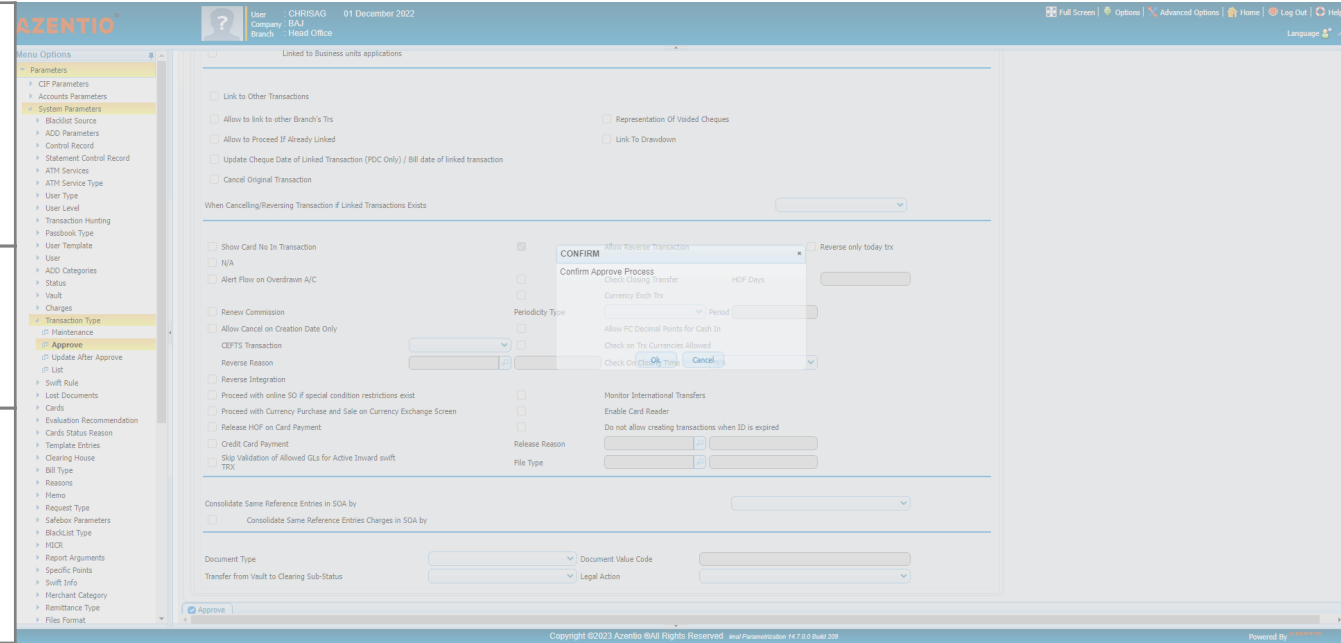 AZENTIO
User : CHRISAG 01 December 2022
Company : BAJ
Branch : Head Office
Full Screen | Options | Advanced Options | Home | Log Out | Help
Language
Menu Options
Parameters
CIF Parameters
Accounts Parameters
System Parameters
Blacklist Source
ADD Parameters
Control Record
Statement Control Record
ATM Services
ATM Service Type
User Type
User Level
Transaction Hunting
Passbook Type
User Template
User
ADD Categories
Status
Vault
Charges
Transaction Type
Maintenance
Approve
Update After Approve
List
Swift Rule
Lost Documents
Cards
Evaluation Recommendation
Cards Status Reason
Template Entries
Clearing House
Bill Type
Reasons
Memo
Request Type
Safebox Parameters
BlackList Type
MICR
Report Arguments
Specific Points
Swift Info
Merchant Category
Remittance Type
Files Format
Linked to Business units applications
Link to Other Transactions
Allow to link to other Branch's Trs Representation Of Voided Cheques
Allow to Proceed If Already Linked Link To Drawdown
Update Cheque Date of Linked Transaction (PDC Only) / Bill date of linked transaction
Cancel Original Transaction
When Cancelling/Reversing Transaction if Linked Transactions Exists
Show Card No In Transaction Allow Reverse Transaction Reverse only today trx
CONFIRM
N/A
Confirm Approve Process
Alert Flow on Overdrawn A/C Check Closing Transfer HOF Days
Currency Exch Trx
Renew Commission Periodicity Type Period
Allow Cancel on Creation Date Only Allow FC Decimal Points for Cash In
CEFTS Transaction Check on Trx Currencies Allowed
Reverse Reason Check On Closing Time
Ok Cancel
Reverse Integration
Proceed with online SO if special condition restrictions exist Monitor International Transfers
Proceed with Currency Purchase and Sale on Currency Exchange Screen Enable Card Reader
Release HOF on Card Payment Do not allow creating transactions when ID is expired
Credit Card Payment Release Reason
Skip Validation of Allowed GLs for Active Inward swift
TRX File Type
Consolidate Same Reference Entries in SOA by
Consolidate Same Reference Entries Charges in SOA by
Document Type Document Value Code
Transfer from Vault to Clearing Sub-Status Legal Action
Approve
Copyright ©2023 Azentio ®All Rights Reserved imal Parametrization 14.7.0.0 Build 209
Powered By